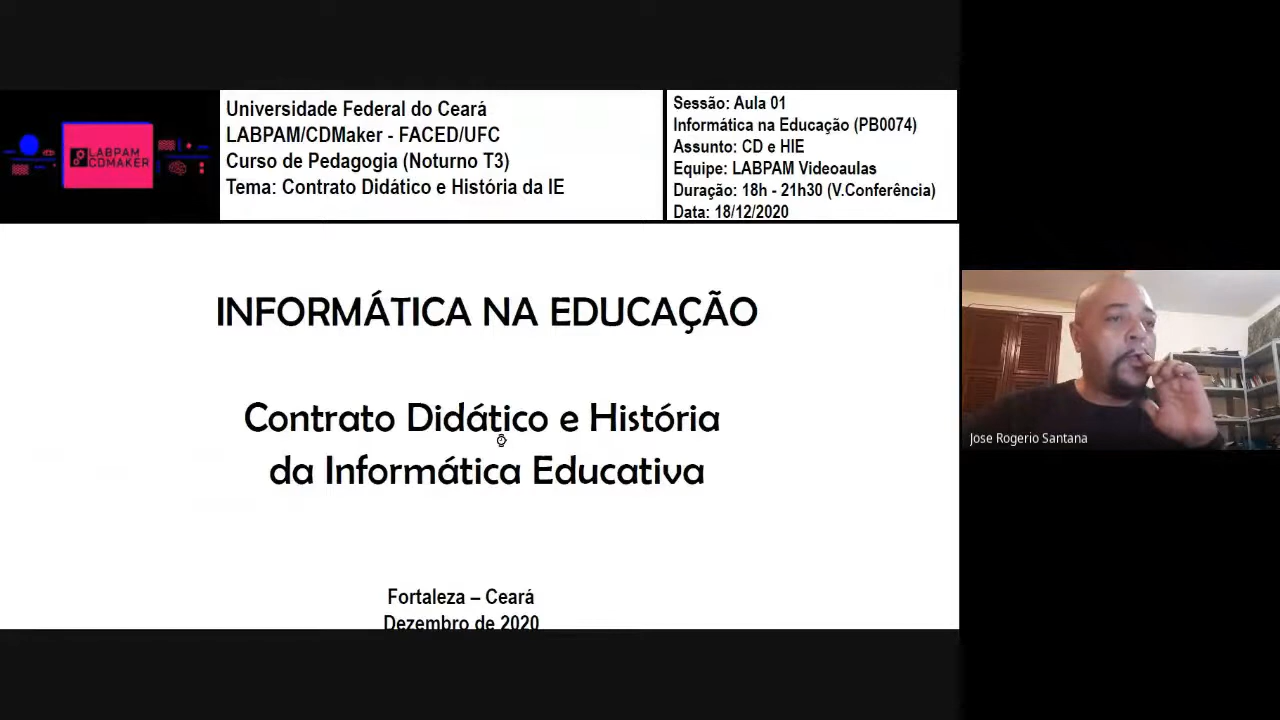 LABPAM
CDMAKER
Universidade Federal do Ceará
LABPAM/CDMaker - FACED/UFC
Curso de Pedagogia (Noturno T3)
Tema: Contrato Didático e História da IE
Sessão: Aula 01
Informática na Educação (PB0074)
Assunto: CD e HIE
Equipe: LABPAM Videoaulas
Duração: 18h - 21h30 (V.Conferência)
Data: 18/12/2020
INFORMÁTICA NA EDUCAÇÃO
Contrato Didático e História
da Informática Educativa
Fortaleza – Ceará
Dezembro de 2020
Jose Rogerio Santana